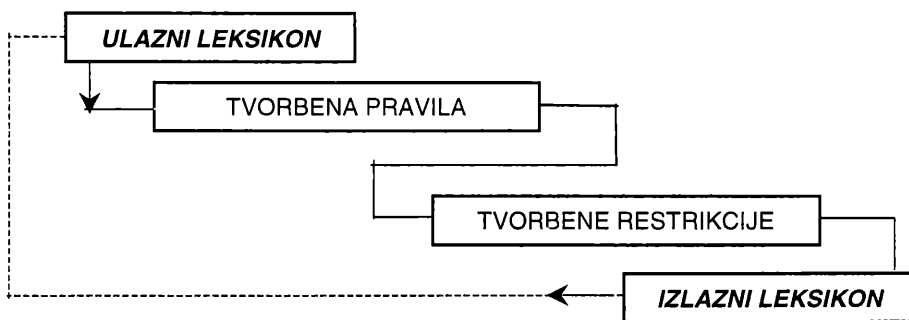 ULAZNI LEKSIKON
TVORBENA PRAVILA
TVORBENE RESTRIKCIJE
IZLAZNI LEKSIKON